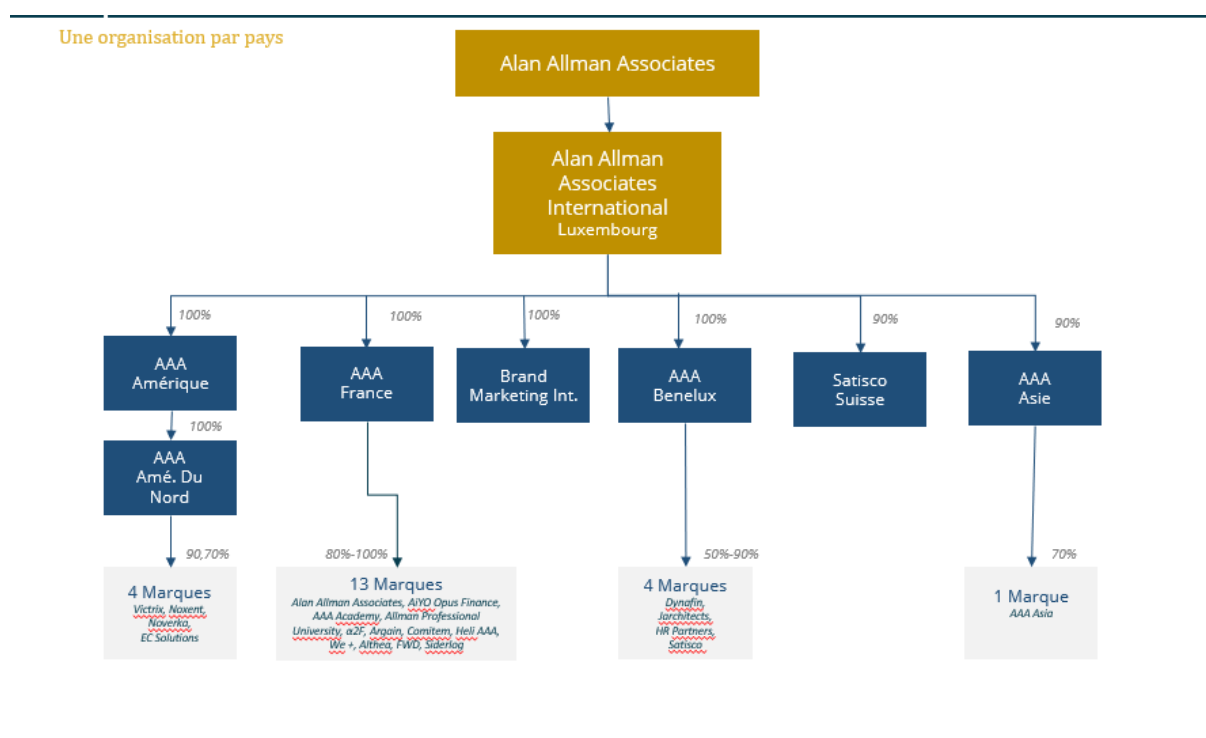 Une organisation par pays
Alan Allman Associates
Alan Allman
Associates
International
Luxembourg
100%
100%
100%
100%
90%
90%
AAA
Amérique
AAA
France
Brand
Marketing Int.
AAA
Benelux
Satisco
Suisse
AAA
Asie
100%
AAA
Amé. Du
Nord
90,70%
80%-100%
50%-90%
70%
4 Marques
Victrix, Noxent,
Noverka,
EC Solutions
13 Marques
Alan Allman Associates, AiYO Opus Finance,
AAA Academy, Allman Professional
University, α2F, Argain, Comitem, Heli AAA,
We +, Althea, FWD, Siderlog
4 Marques
Dynafin,
Jarchitects,
HR Partners,
Satisco
1 Marque
AAA Asia